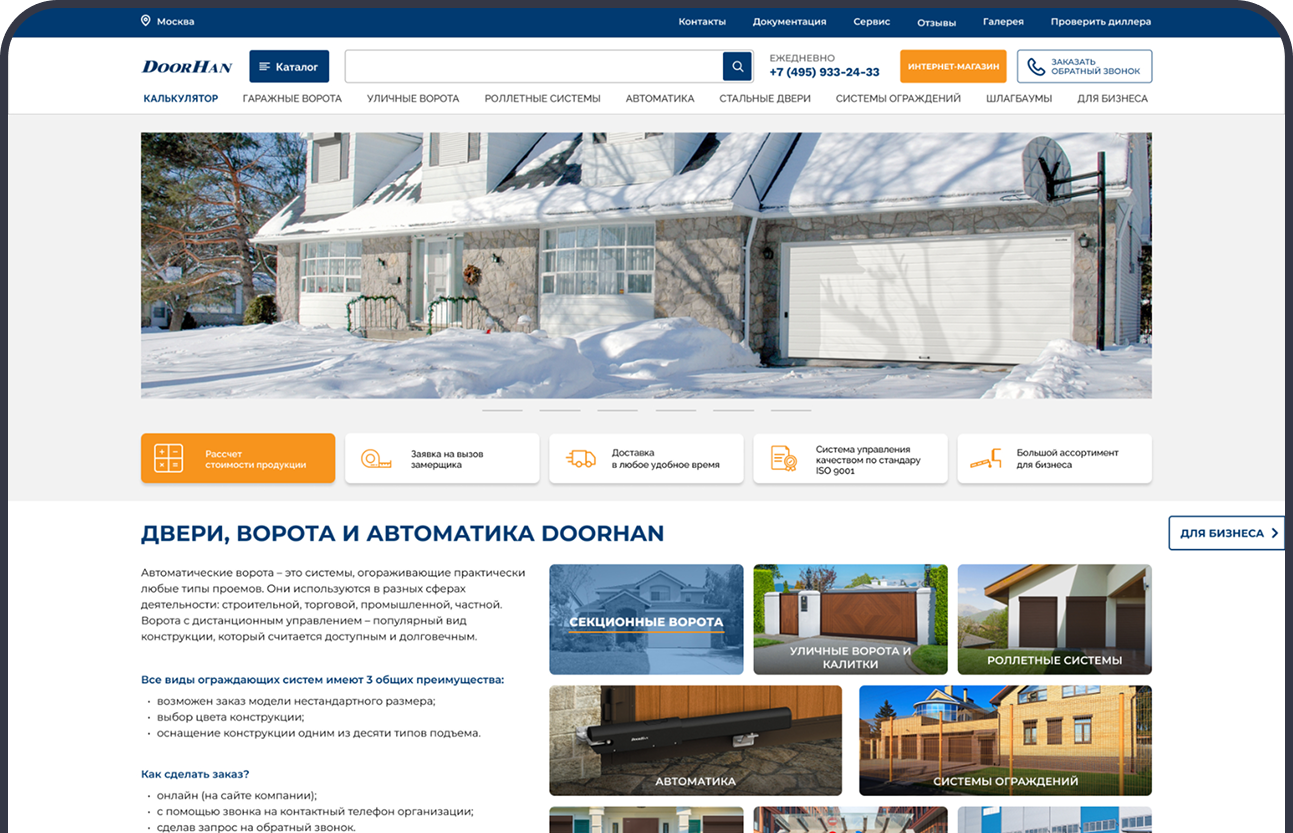 Москва
Контакты
Документация
Сервис
Отзывы
Галерея
Проверить диллера
DOORHAN
Каталог
ЕЖЕДНЕВНО
+7 (495) 933-24-33
ИНТЕРНЕТ-МАГАЗИН
ЗАКАЗАТЬ
ОБРАТНЫЙ ЗВОНОК
КАЛЬКУЛЯТОР
ГАРАЖНЫЕ ВОРОТА
УЛИЧНЫЕ ВОРОТА
РОЛЛЕТНЫЕ СИСТЕМЫ
АВТОМАТИКА
СТАЛЬНЫЕ ДВЕРИ
СИСТЕМЫ ОГРАЖДЕНИЙ
ШЛАГБАУМЫ
ДЛЯ БИЗНЕСА
Рассчет
стоимости продукции
Заявка на вызов
замерщика
Доставка
в любое удобное время
Система управления
качеством по стандару
ISO 9001
Большой ассортимент
для бизнеса
ДВЕРИ, ВОРОТА И АВТОМАТИКА DOORHAN
ДЛЯ БИЗНЕСА
Автоматические ворота – это системы, огораживающие практически
любые типы проемов. Они используются в разных сферах
деятельности: строительной, торговой, промышленной, частной.
Ворота с дистанционным управлением – популярный вид
конструкции, который считается доступным и долговечным.
Все виды ограждающих систем имеют 3 общих преимущества:
· возможен заказ модели нестандартного размера;
· выбор цвета конструкции;
· оснащение конструкции одним из десяти типов подъема.
Как сделать заказ?
· онлайн (на сайте компании);
· с помощью звонка на контактный телефон организации;
· сделав запрос на обратный звонок.
СЕКЦИОННЫЕ ВОРОТА
УЛИЧНЫЕ ВОРОТА И
КАЛИТКИ
РОЛЛЕТНЫЕ СИСТЕМЫ
DoorHan
АВТОМАТИКА
СИСТЕМЫ ОГРАЖДЕНИЙ